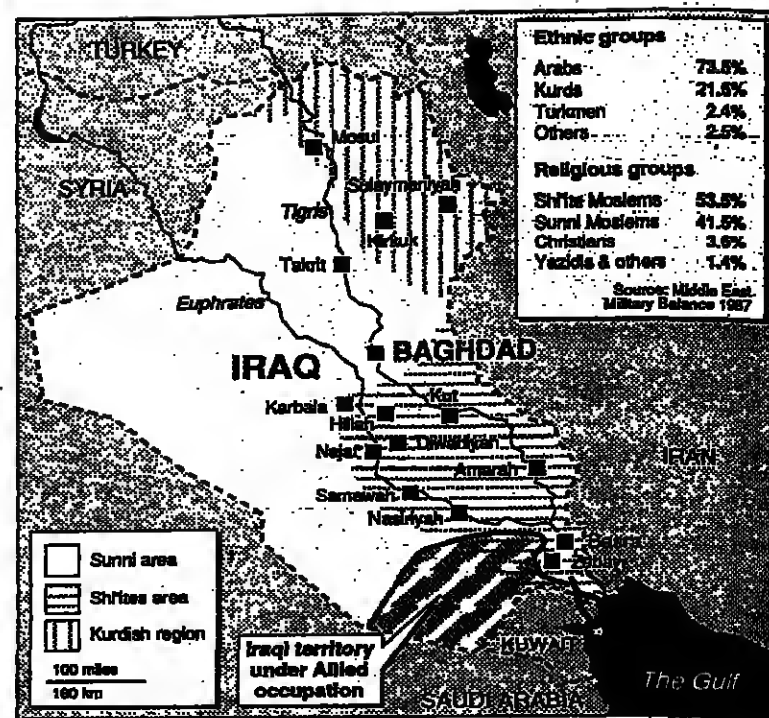 TURKEY
SYRIA
Mosul
Sulaymaniyah
Tigris
Kirkuk
Takrit
Euphrates
BAGHDAD
IRAQ
Karbala
Kut
Hillah
Diwaniyah
Najaf
Amarah
IRAN
Samawah
Nasiriyah
Basra
Zubayr
KUWAIT
SAUDI ARABIA
The Gulf
Iraqi territory
under Allied
occupation
Ethnic groups
Arabs 73.5%
Kurds 21.6%
Turkmen 2.4%
Others 2.5%
Religious groups
Shi'ite Moslems 53.5%
Sunni Moslems 41.5%
Christians 3.6%
Yazidis & others 1.4%
Source: Middle East
Military Balance 1987
Sunni area
Shi'ites area
Kurdish region
100 miles
160 km